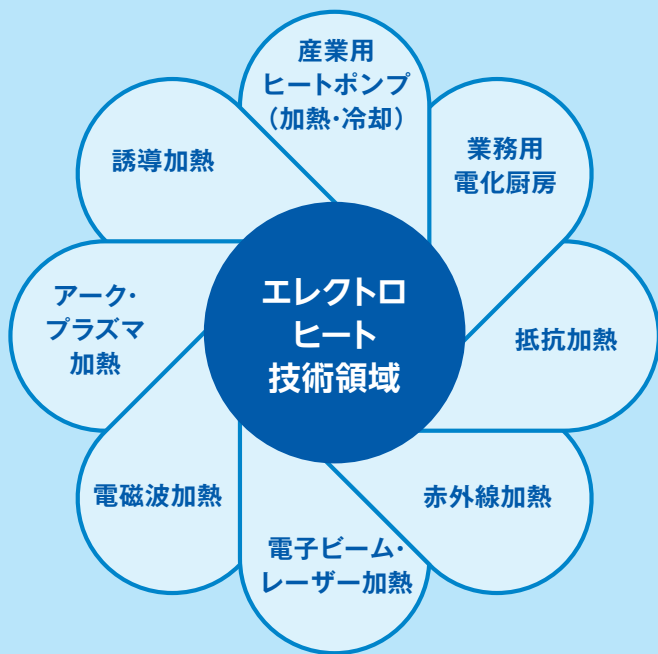 産業用
ヒートポンプ
（加熱・冷却）
業務用
電化厨房
抵抗加熱
赤外線加熱
電子ビーム・
レーザー加熱
電磁波加熱
アーク・
プラズマ
加熱
誘導加熱
エレクトロ
ヒート
技術領域